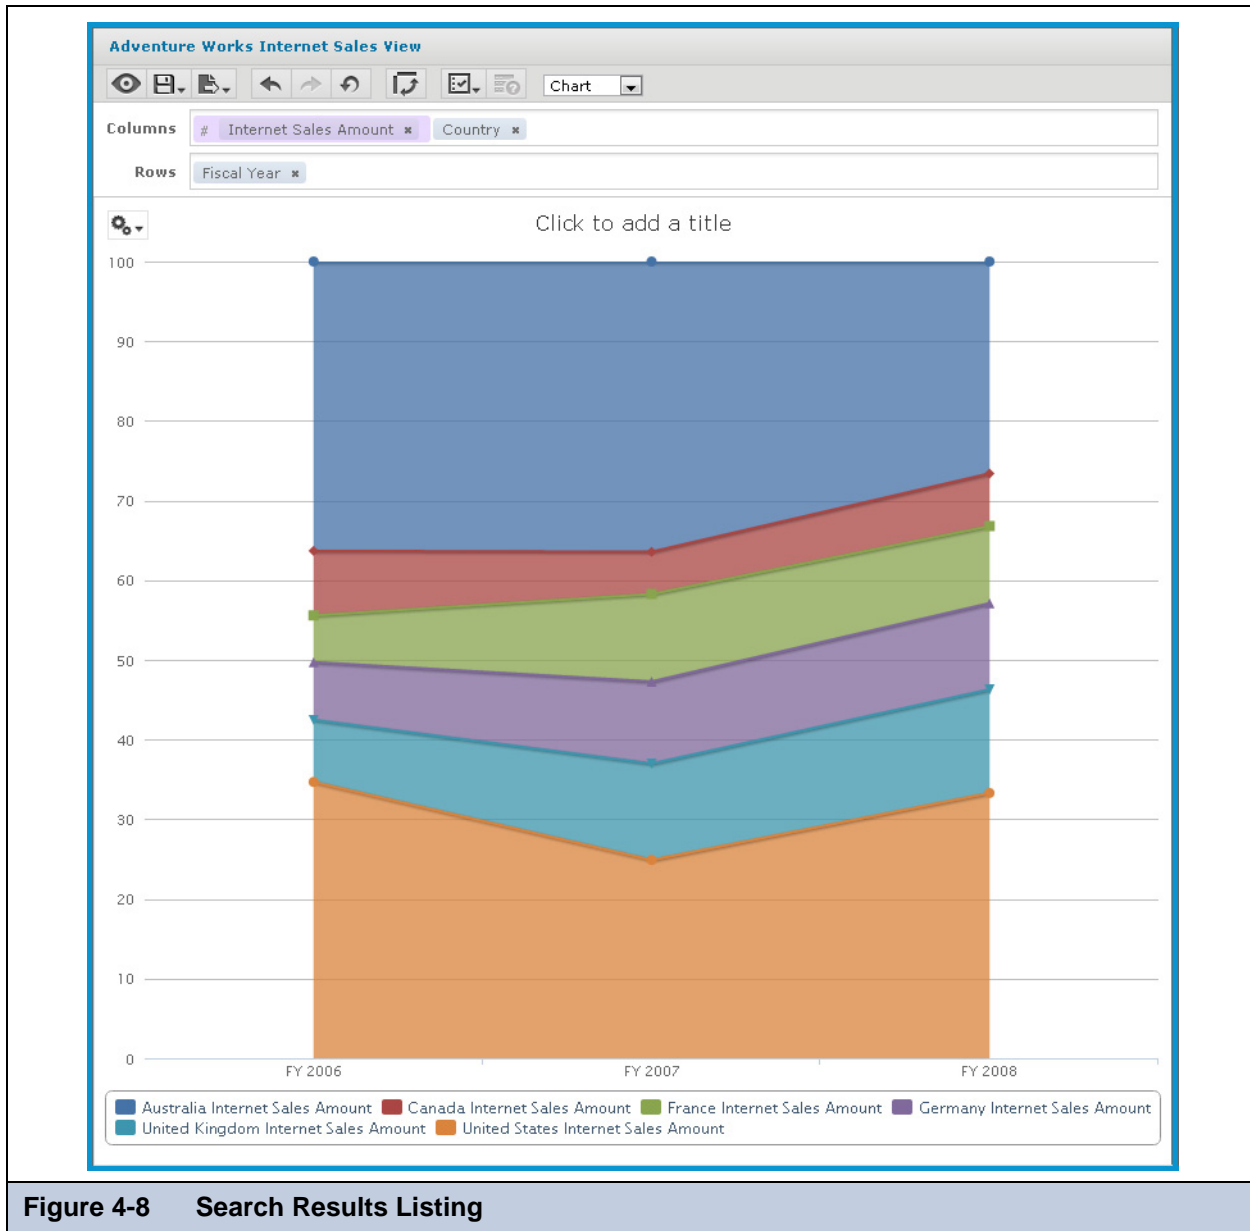 Adventure Works Internet Sales View
Chart
Columns # Internet Sales Amount × Country ×
Rows Fiscal Year ×
Click to add a title
100
90
80
70
60
50
40
30
20
10
0
FY 2006 FY 2007 FY 2008
Australia Internet Sales Amount Canada Internet Sales Amount France Internet Sales Amount Germany Internet Sales Amount
United Kingdom Internet Sales Amount United States Internet Sales Amount
Figure 4-8 Search Results Listing